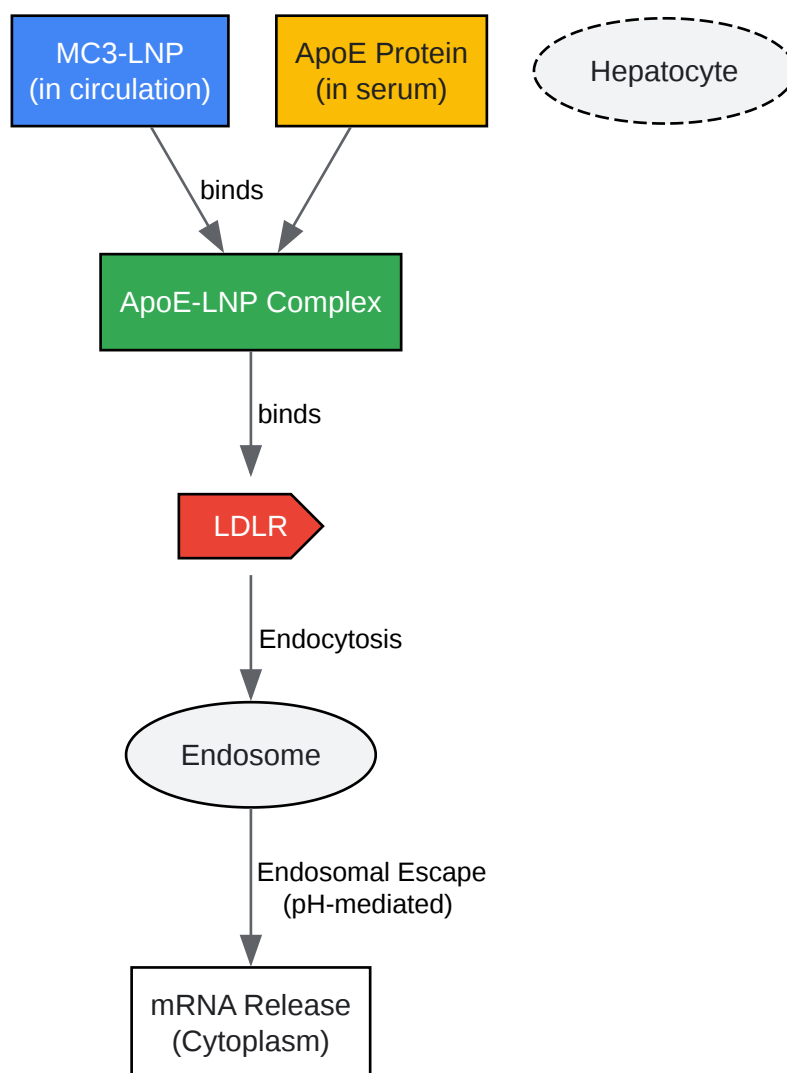 MC3-LNP
(in circulation)
ApoE Protein
(in serum)
Hepatocyte
binds
ApoE-LNP Complex
binds
LDLR
Endocytosis
Endosome
Endosomal Escape
(pH-mediated)
mRNA Release
(Cytoplasm)